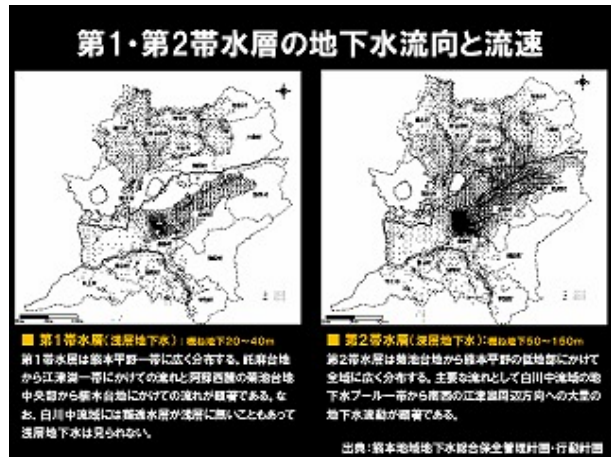 第1・第2帯水層の地下水流向と流速
■ 第1帯水層(浅層地下水):概ね地下20～40m
第1帯水層は熊本平野一帯に広く分布する。託麻台地
から江津湖一帯にかけての流れと阿蘇西麓の菊池台地
中央部から植木台地にかけての流れが顕著である。な
お、白川中流域には難透水層が浅層に無いこともあって
浅層地下水は見られない。
■ 第2帯水層(深層地下水):概ね地下50～150m
第2帯水層は菊池台地から熊本平野の低地部にかけて
全域に広く分布する。主要な流れとして白川中流域の地
下水プール一帯から南西の江津湖周辺方向への大量の
地下水流動が顕著である。
出典:熊本地域地下水総合保全管理計画・行動計画